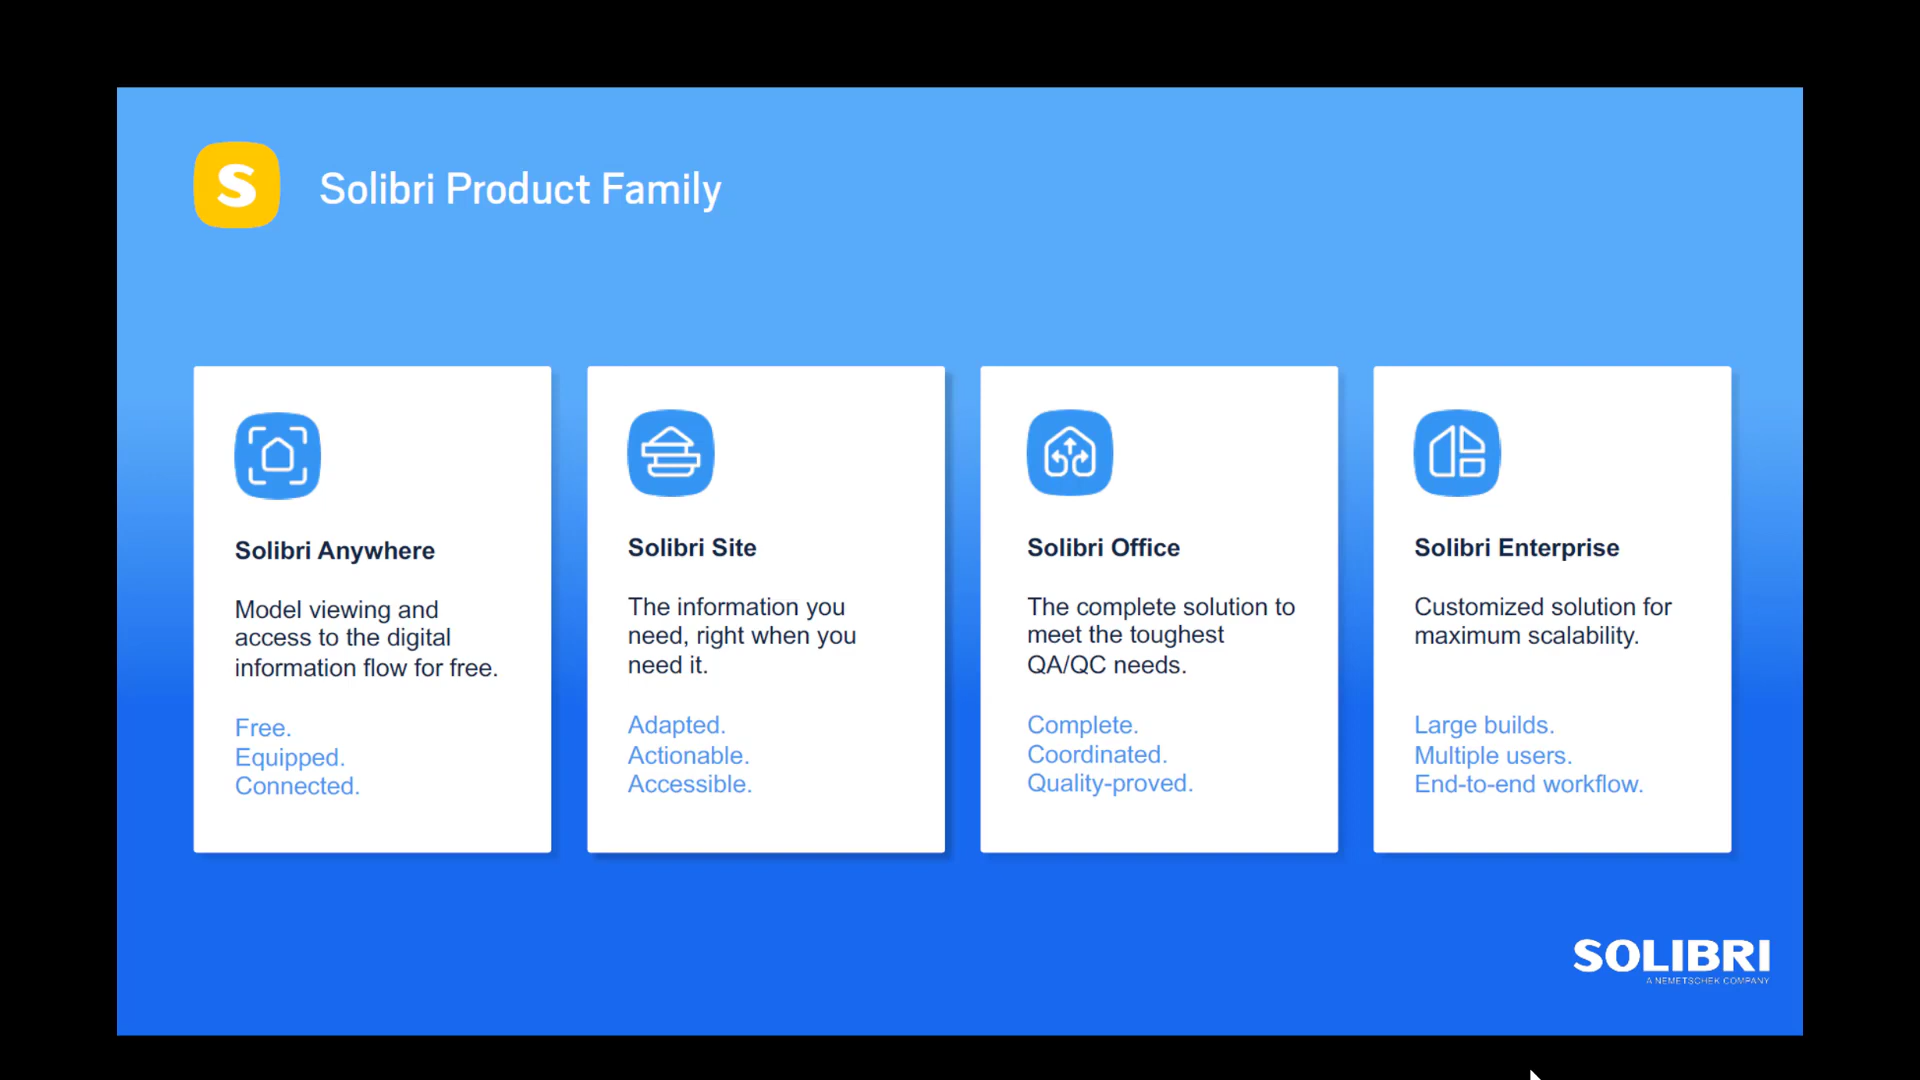 S
Solibri Product Family
Solibri Anywhere
Model viewing and
access to the digital
information flow for free.
Free.
Equipped.
Connected.
Solibri Site
The information you
need, right when you
need it.
Adapted.
Actionable.
Accessible.
Solibri Office
The complete solution to
meet the toughest
QA/QC needs.
Complete.
Coordinated.
Quality-proved.
Solibri Enterprise
Customized solution for
maximum scalability.
Large builds.
Multiple users.
End-to-end workflow.
SOLIBRI
A NEMETSCHEK COMPANY